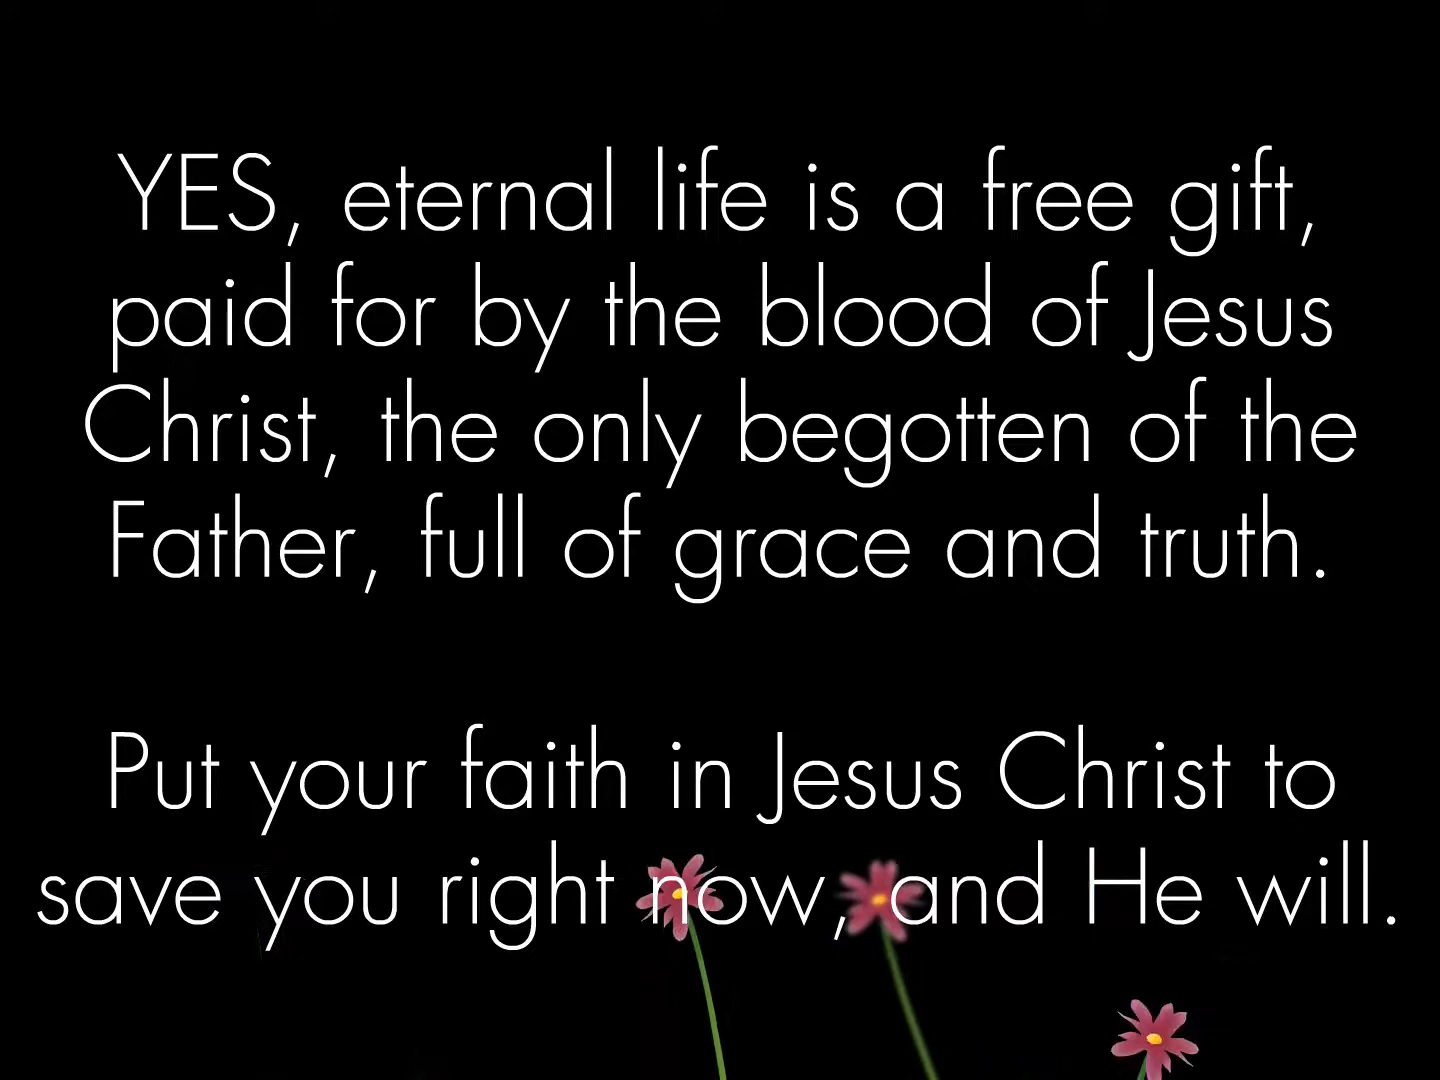 YES, eternal life is a free gift,
paid for by the blood of Jesus
Christ, the only begotten of the
Father, full of grace and truth.
Put your faith in Jesus Christ to
save you right now, and He will.